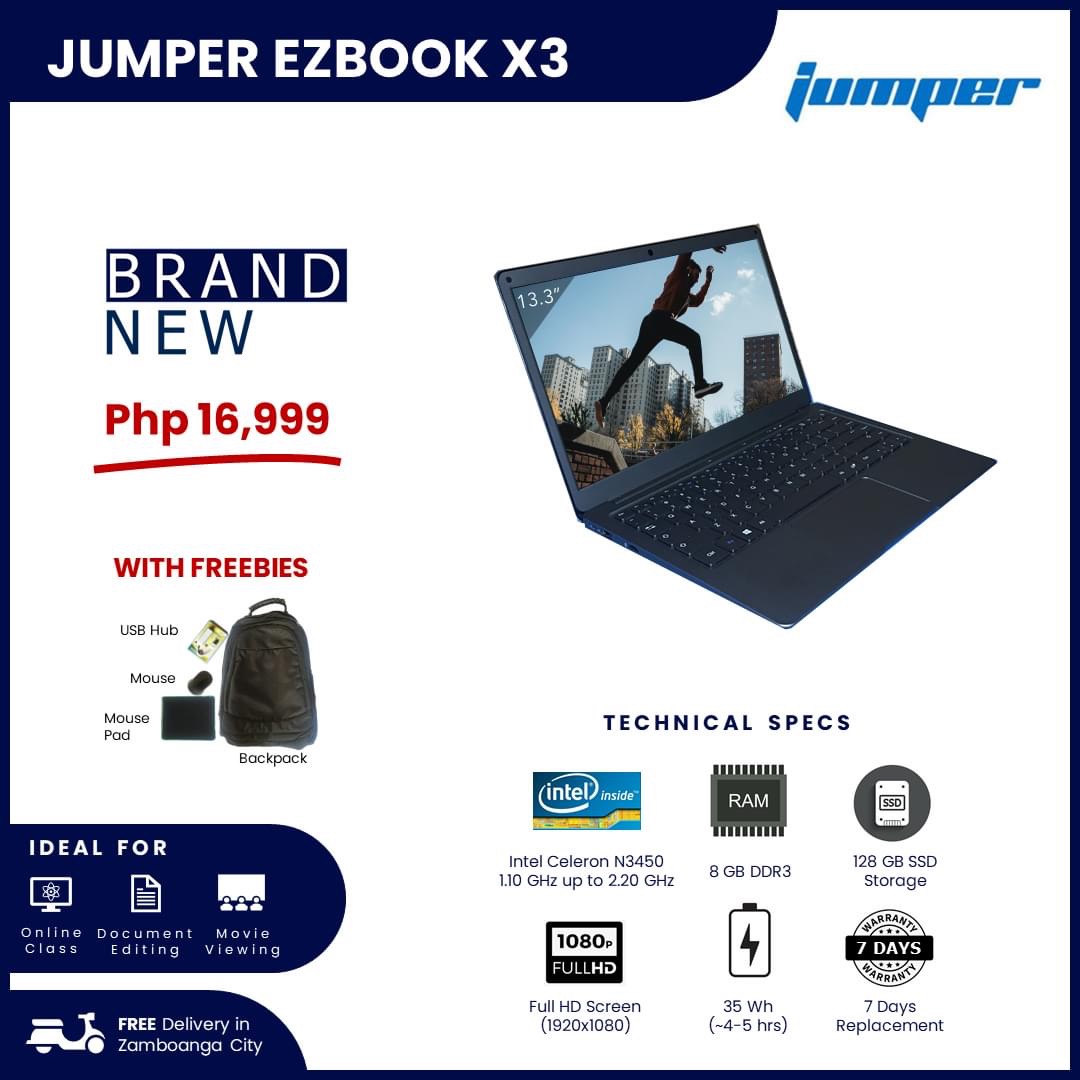 JUMPER EZBOOK X3
jumper
BRAND
NEW
13.3”
Php 16,999
WITH FREEBIES
USB Hub
Mouse
Mouse
Pad
Backpack
TECHNICAL SPECS
intel inside™
RAM
SSD
Intel Celeron N3450
1.10 GHz up to 2.20 GHz
8 GB DDR3
128 GB SSD
Storage
1080P
FULLHD
WARRANTY
7 DAYS
WARRANTY
Full HD Screen
(1920x1080)
35 Wh
(~4-5 hrs)
7 Days
Replacement
IDEAL FOR
Online
Class
Document
Editing
Movie
Viewing
FREE Delivery in
Zamboanga City